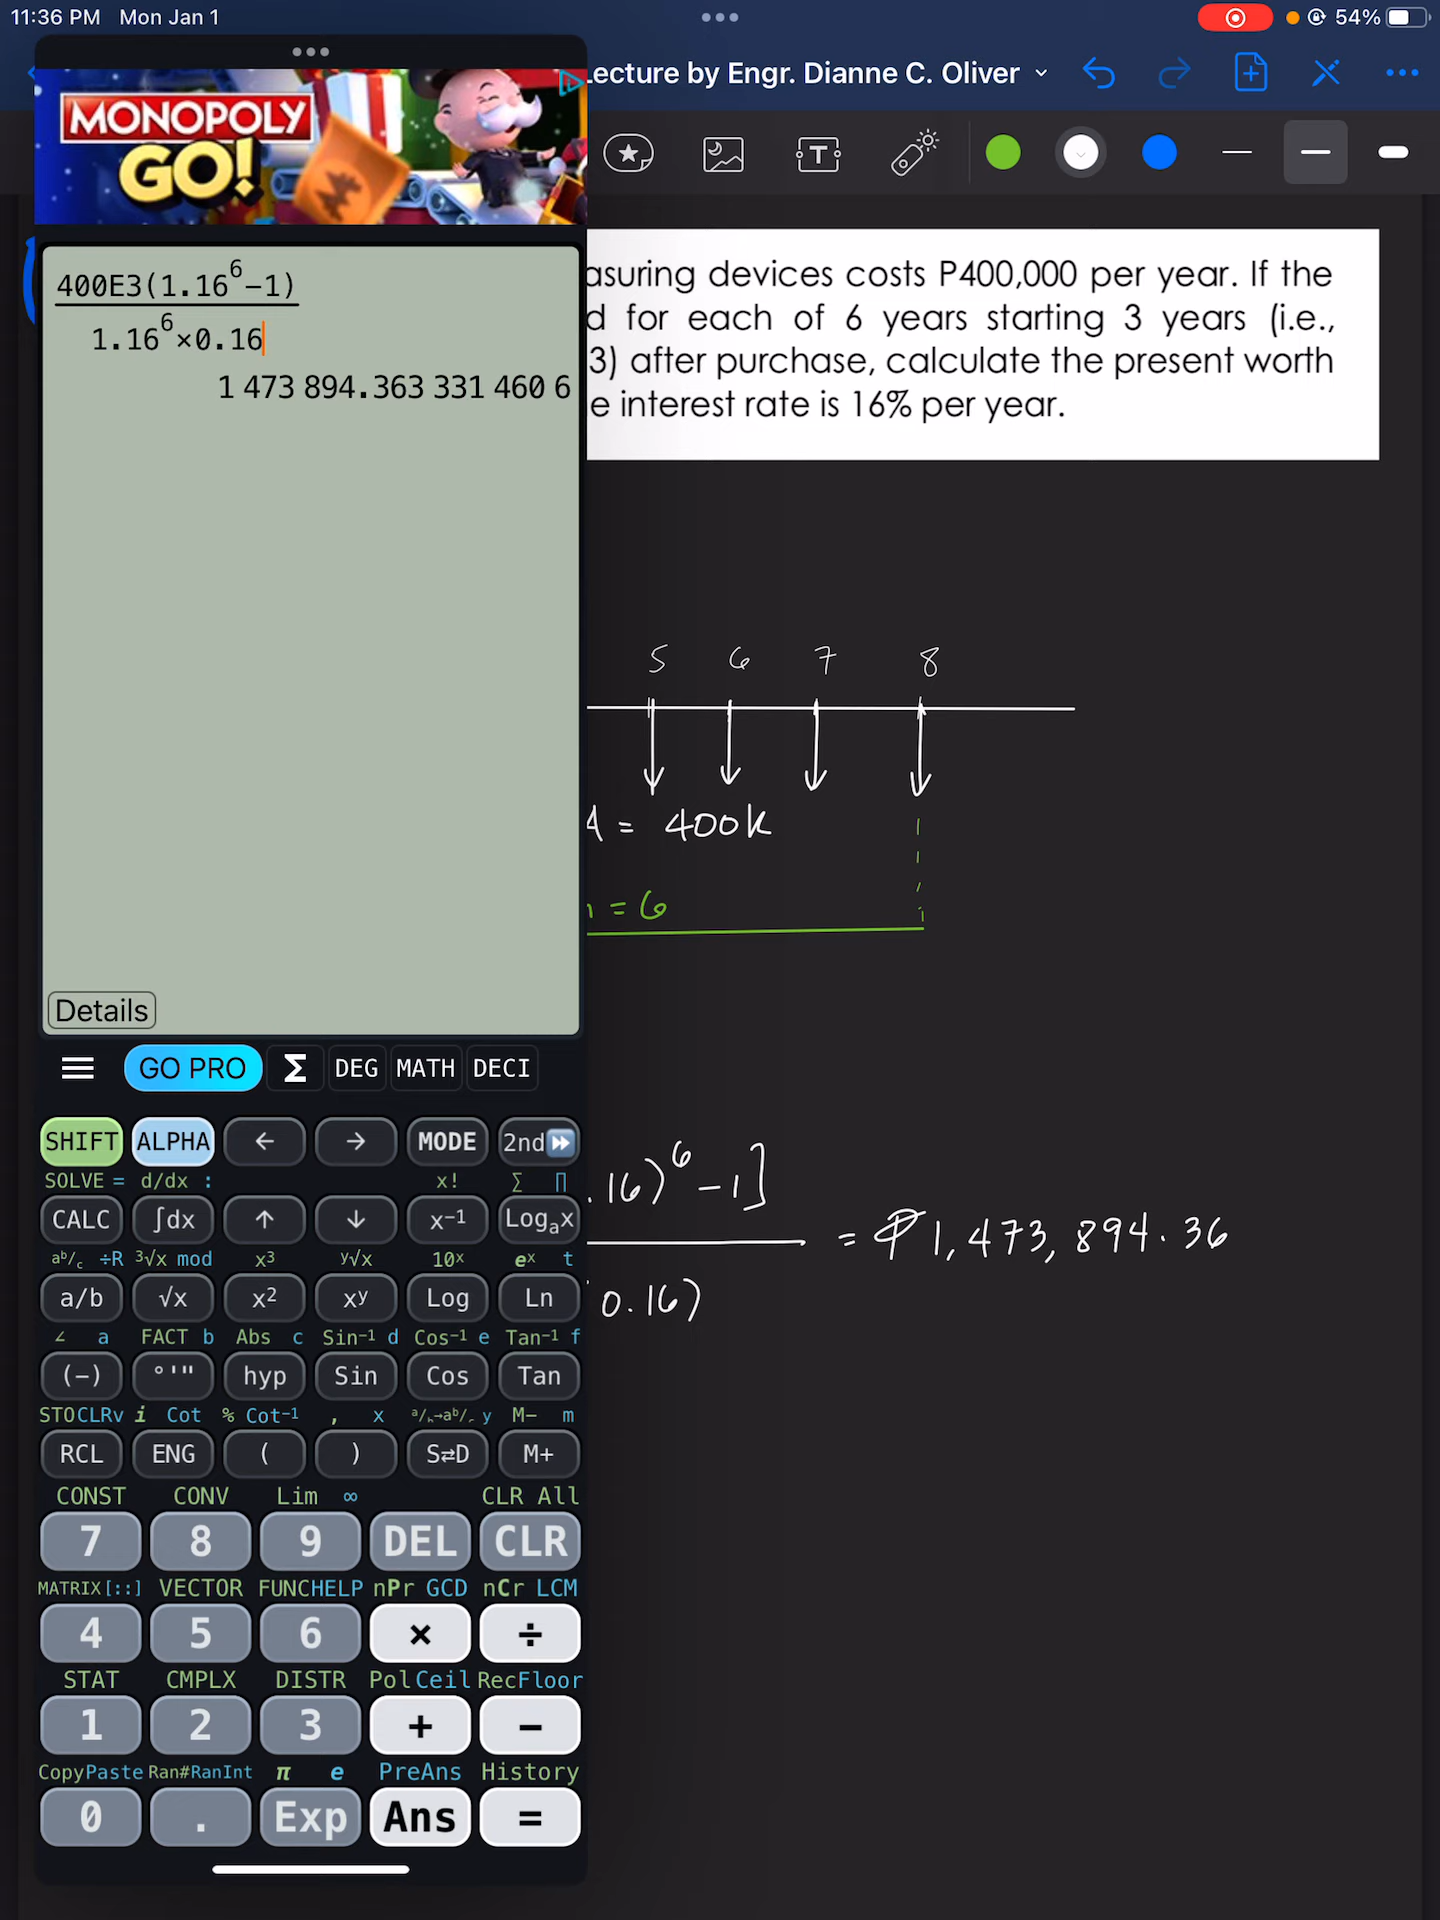 11:36 PM Mon Jan 1
54%
Lecture by Engr. Dianne C. Oliver
MONOPOLY
GO!
T
400E3(1.16^6−1)
1.16^6×0.16
1 473 894.363 331 460 6
asuring devices costs P400,000 per year. If the
d for each of 6 years starting 3 years (i.e.,
3) after purchase, calculate the present worth
e interest rate is 16% per year.
5 6 7 8
A = 400k
n = 6
.16)^6 − 1]
= ₱1,473,894.36
0.16)
Details
GO PRO Σ DEG MATH DECI
SHIFT ALPHA ← → MODE 2nd
SOLVE = d/dx : x! ∑ ∏
CALC ∫dx ↑ ↓ x⁻¹ Logₐx
aᵇ/c ÷R ³√x mod x³ ʸ√x 10ˣ eˣ t
a/b √x x² xʸ Log Ln
∠ a FACT b Abs c Sin⁻¹ d Cos⁻¹ e Tan⁻¹ f
(−) °'" hyp Sin Cos Tan
STO CLRv i Cot % Cot⁻¹ , x a/b→aᵇ/c y M− m
RCL ENG ( ) S⇄D M+
CONST CONV Lim ∞ CLR All
7 8 9 DEL CLR
MATRIX [::] VECTOR FUNC HELP nPr GCD nCr LCM
4 5 6 × ÷
STAT CMPLX DISTR Pol Ceil Rec Floor
1 2 3 + −
Copy Paste Ran# RanInt π e PreAns History
0 . Exp Ans =